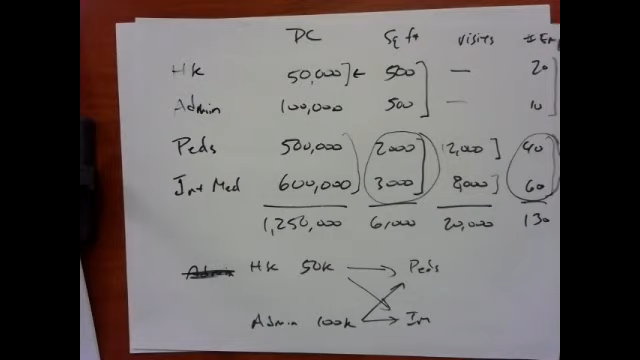 DC Sq ft visits # Em
HK 50,000 500 — 20
Admin 100,000 500 — 10
Peds 500,000 2000 12,000 40
Int Med 600,000 3000 8,000 60
1,250,000 6,000 20,000 130
Admin HK 50K Peds
Admin 100K Im